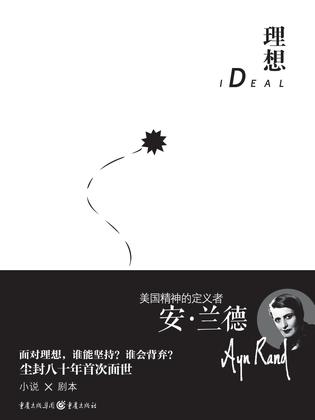 理想
IDEAL
美国精神的定义者
安·兰德
Ayn Rand
面对理想，谁能坚持？谁会背弃？
尘封八十年首次面世
小说 × 剧本
重庆出版集团 重庆出版社